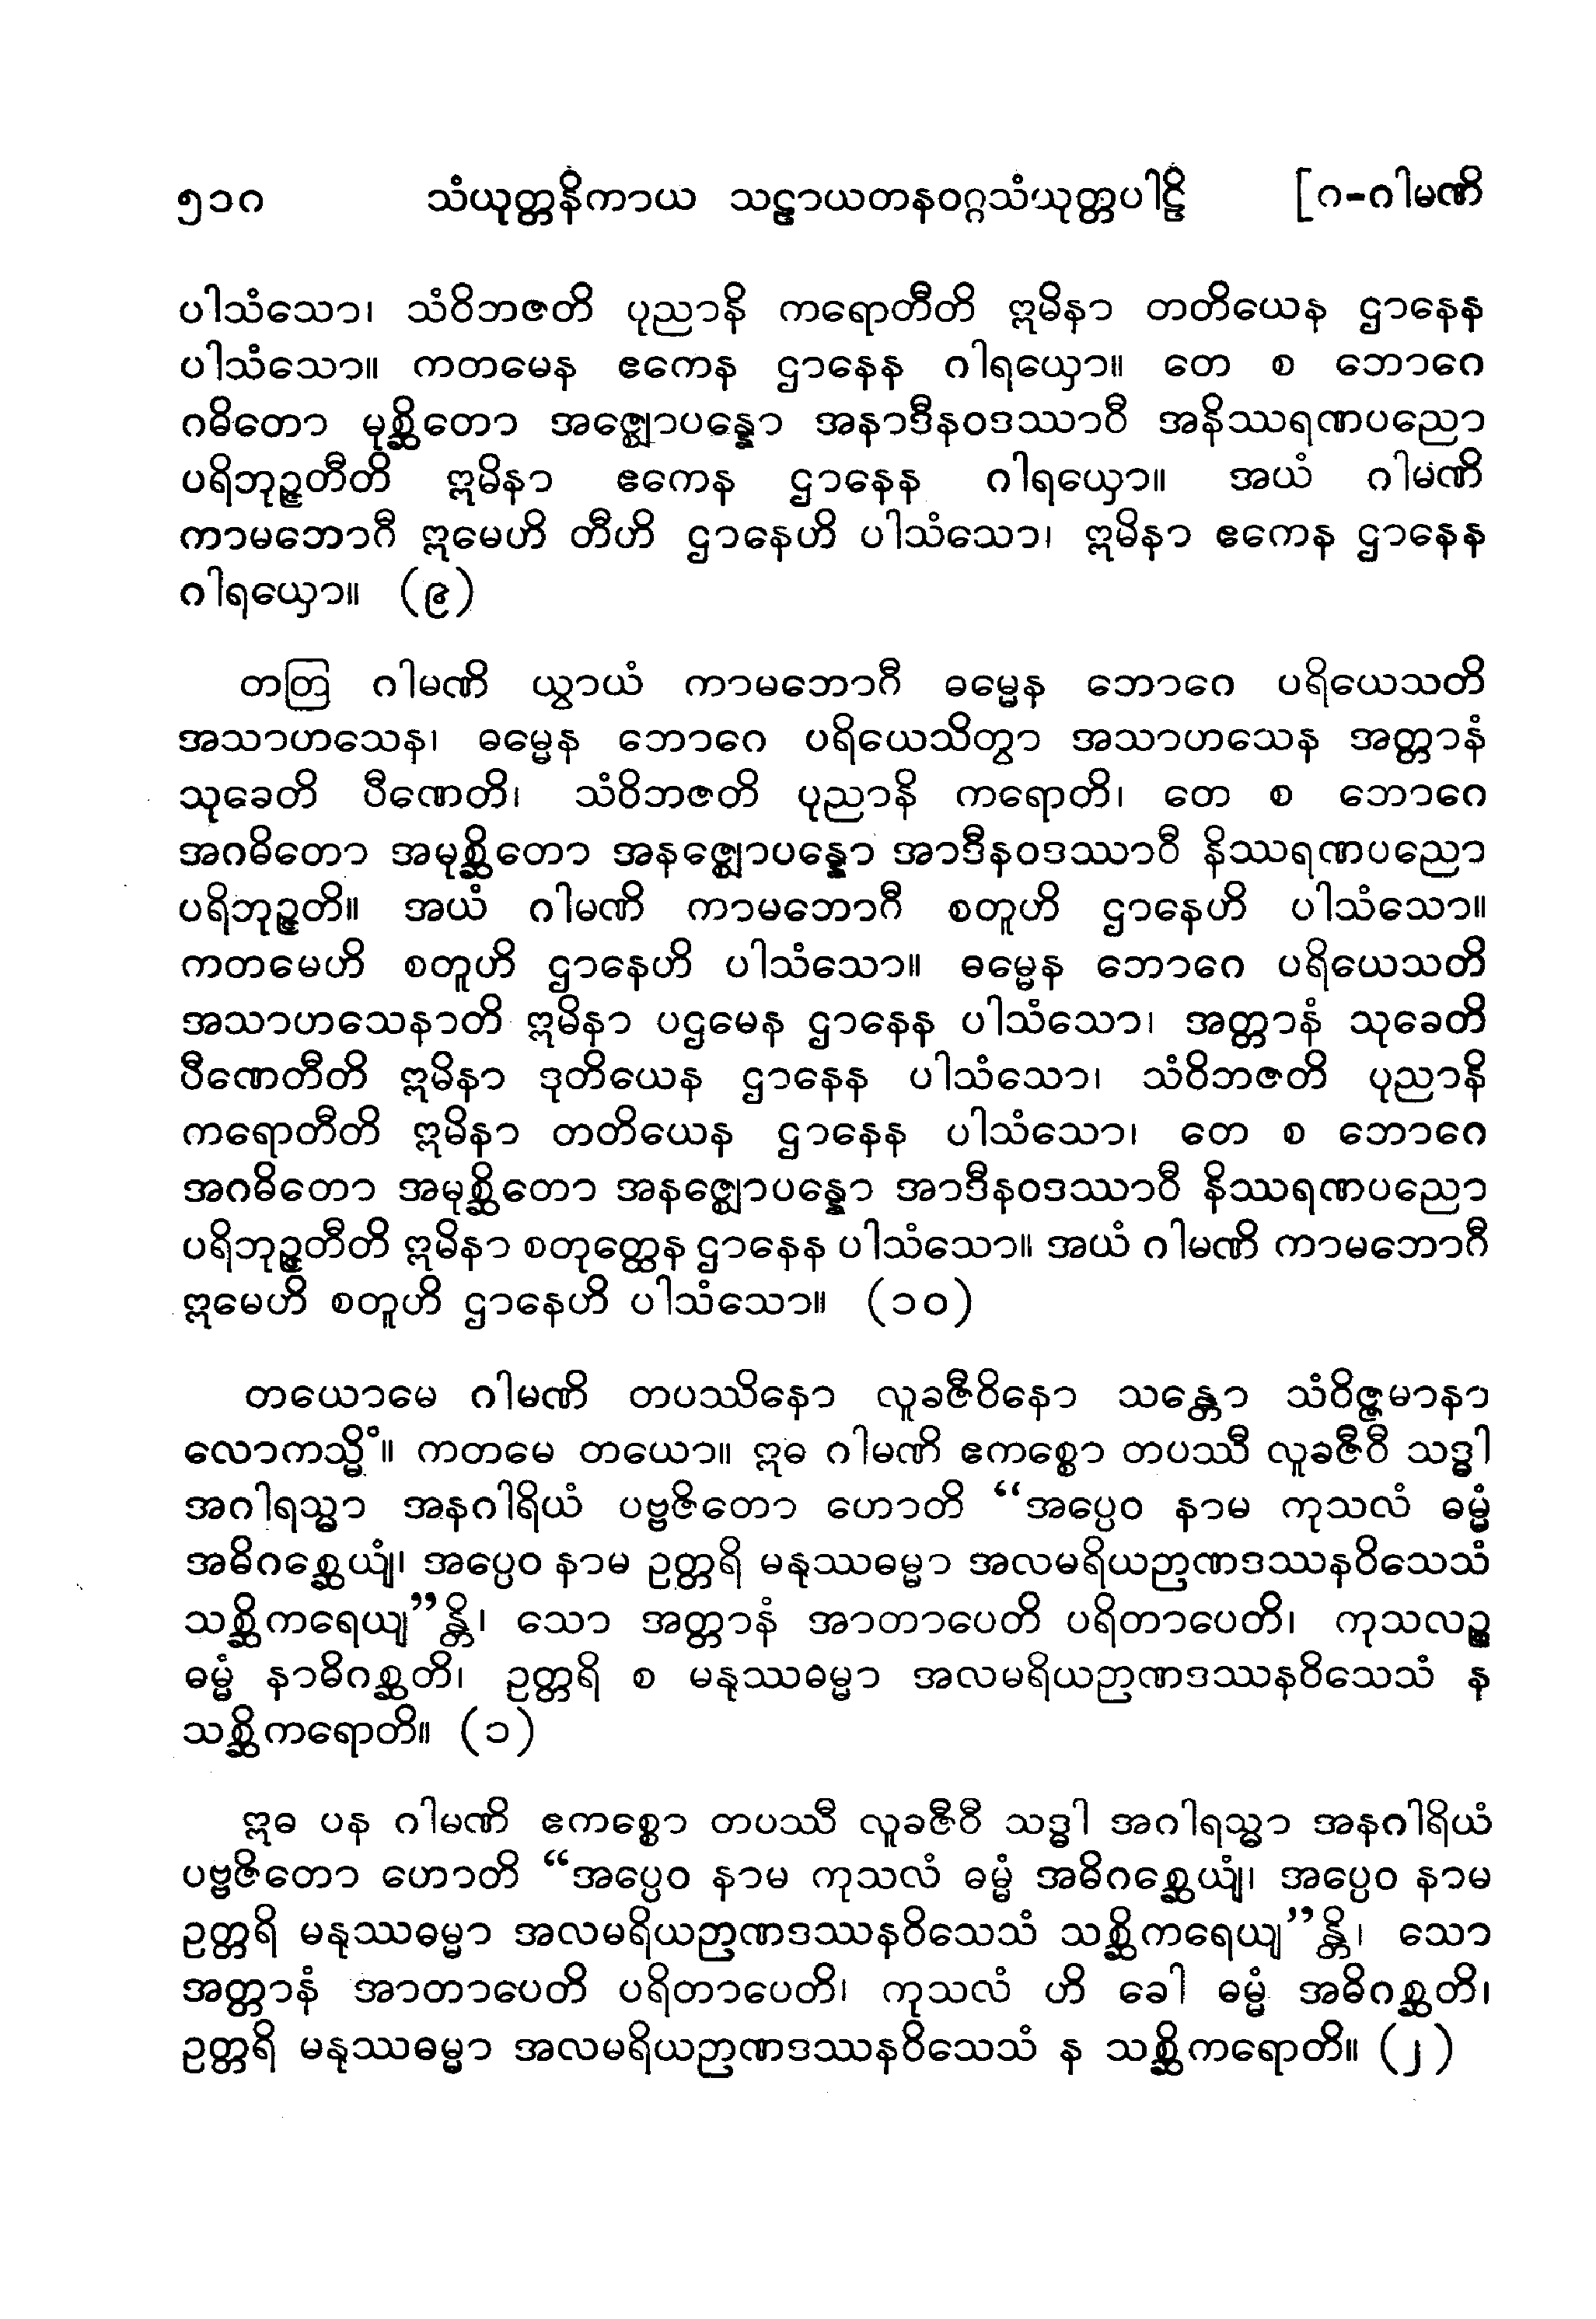 ၅၁၈ သံယုတ္တနိကာယ သဠာယတနဝဂ္ဂသံယုတ္တပါဠိ [၈-ဂါမဏိ
ပါသံသော၊ သံဝိဘဇတိ ပုညာနိ ကရောတီတိ ဣမိနာ တတိယေန ဌာနေန
ပါသံသော။ ကတမေန ဧကေန ဌာနေန ဂါရယှော။ တေ စ ဘောဂေ
ဂဓိတော မုစ္ဆိတော အဇ္ဈောပန္နော အနာဒီနဝဒဿာဝီ အနိဿရဏပညော
ပရိဘုဉ္ဇတီတိ ဣမိနာ ဧကေန ဌာနေန ဂါရယှော။ အယံ ဂါမဏိ
ကာမဘောဂီ ဣမေဟိ တီဟိ ဌာနေဟိ ပါသံသော၊ ဣမိနာ ဧကေန ဌာနေန
ဂါရယှော။ (၉)
တတြ ဂါမဏိ ယွာယံ ကာမဘောဂီ ဓမ္မေန ဘောဂေ ပရိယေသတိ
အသာဟသေန၊ ဓမ္မေန ဘောဂေ ပရိယေသိတွာ အသာဟသေန အတ္တာနံ
သုခေတိ ပီဏေတိ၊ သံဝိဘဇတိ ပုညာနိ ကရောတိ၊ တေ စ ဘောဂေ
အဂဓိတော အမုစ္ဆိတော အနဇ္ဈောပန္နော အာဒီနဝဒဿာဝီ နိဿရဏပညော
ပရိဘုဉ္ဇတိ။ အယံ ဂါမဏိ ကာမဘောဂီ စတူဟိ ဌာနေဟိ ပါသံသော။
ကတမေဟိ စတူဟိ ဌာနေဟိ ပါသံသော။ ဓမ္မေန ဘောဂေ ပရိယေသတိ
အသာဟသေနာတိ ဣမိနာ ပဌမေန ဌာနေန ပါသံသော၊ အတ္တာနံ သုခေတိ
ပီဏေတီတိ ဣမိနာ ဒုတိယေန ဌာနေန ပါသံသော၊ သံဝိဘဇတိ ပုညာနိ
ကရောတီတိ ဣမိနာ တတိယေန ဌာနေန ပါသံသော၊ တေ စ ဘောဂေ
အဂဓိတော အမုစ္ဆိတော အနဇ္ဈောပန္နော အာဒီနဝဒဿာဝီ နိဿရဏပညော
ပရိဘုဉ္ဇတီတိ ဣမိနာ စတုတ္ထေန ဌာနေန ပါသံသော။ အယံ ဂါမဏိ ကာမဘောဂီ
ဣမေဟိ စတူဟိ ဌာနေဟိ ပါသံသော။ (၁၀)
တယောမေ ဂါမဏိ တပဿိနော လူခဇီဝိနော သန္တော သံဝိဇ္ဇမာနာ
လောကသ္မိံ။ ကတမေ တယော။ ဣဓ ဂါမဏိ ဧကစ္စော တပဿီ လူခဇီဝီ သဒ္ဓါ
အဂါရသ္မာ အနဂါရိယံ ပဗ္ဗဇိတော ဟောတိ “အပ္ပေဝ နာမ ကုသလံ ဓမ္မံ
အဓိဂစ္ဆေယျံ၊ အပ္ပေဝ နာမ ဥတ္တရိ မနုဿဓမ္မာ အလမရိယဉာဏဒဿနဝိသေသံ
သစ္ဆိကရေယျ”န္တိ၊ သော အတ္တာနံ အာတာပေတိ ပရိတာပေတိ၊ ကုသလဉ္စ
ဓမ္မံ နာဓိဂစ္ဆတိ၊ ဥတ္တရိ စ မနုဿဓမ္မာ အလမရိယဉာဏဒဿနဝိသေသံ န
သစ္ဆိကရောတိ။ (၁)
ဣဓ ပန ဂါမဏိ ဧကစ္စော တပဿီ လူခဇီဝီ သဒ္ဓါ အဂါရသ္မာ အနဂါရိယံ
ပဗ္ဗဇိတော ဟောတိ “အပ္ပေဝ နာမ ကုသလံ ဓမ္မံ အဓိဂစ္ဆေယျံ၊ အပ္ပေဝ နာမ
ဥတ္တရိ မနုဿဓမ္မာ အလမရိယဉာဏဒဿနဝိသေသံ သစ္ဆိကရေယျ”န္တိ၊ သော
အတ္တာနံ အာတာပေတိ ပရိတာပေတိ၊ ကုသလံ ဟိ ခေါ ဓမ္မံ အဓိဂစ္ဆတိ၊
ဥတ္တရိ မနုဿဓမ္မာ အလမရိယဉာဏဒဿနဝိသေသံ န သစ္ဆိကရောတိ။ (၂)